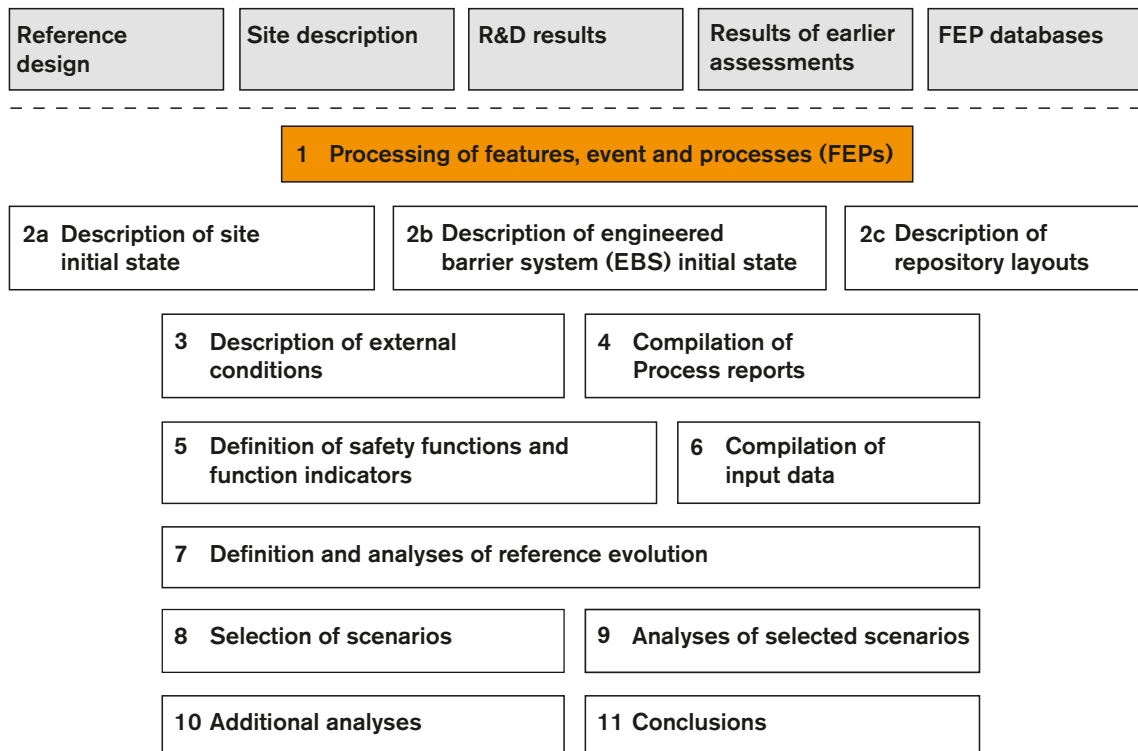 Reference
design
Site description
R&D results
Results of earlier
assessments
FEP databases
1 Processing of features, event and processes (FEPs)
2a Description of site
initial state
2b Description of engineered
barrier system (EBS) initial state
2c Description of
repository layouts
3 Description of external
conditions
4 Compilation of
Process reports
5 Definition of safety functions and
function indicators
6 Compilation of
input data
7 Definition and analyses of reference evolution
8 Selection of scenarios
9 Analyses of selected scenarios
10 Additional analyses
11 Conclusions